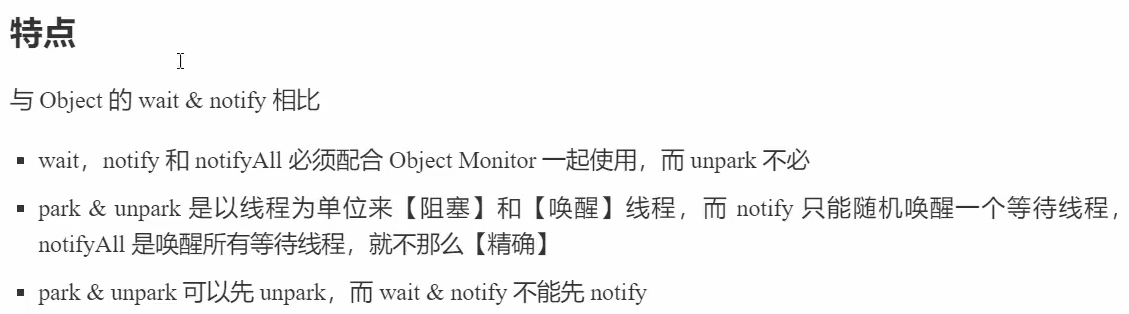 特点
与 Object 的 wait & notify 相比
▪ wait，notify 和 notifyAll 必须配合 Object Monitor 一起使用，而 unpark 不必
▪ park & unpark 是以线程为单位来【阻塞】和【唤醒】线程，而 notify 只能随机唤醒一个等待线程，
notifyAll 是唤醒所有等待线程，就不那么【精确】
▪ park & unpark 可以先 unpark，而 wait & notify 不能先 notify